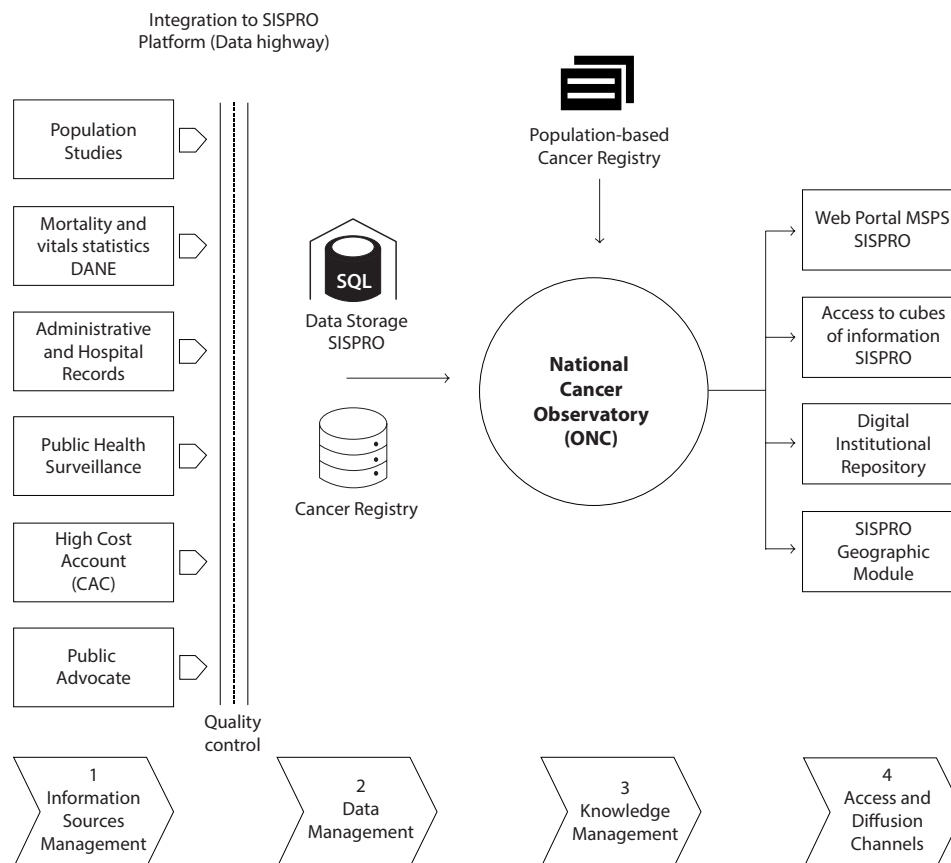 Integration to SISPRO
Platform (Data highway)
Population
Studies
Mortality and
vitals statistics
DANE
Administrative
and Hospital
Records
Public Health
Surveillance
High Cost
Account
(CAC)
Public
Advocate
Quality
control
SQL
Data Storage
SISPRO
Cancer Registry
Population-based
Cancer Registry
National
Cancer
Observatory
(ONC)
Web Portal MSPS
SISPRO
Access to cubes
of information
SISPRO
Digital
Institutional
Repository
SISPRO
Geographic
Module
1
Information
Sources
Management
2
Data
Management
3
Knowledge
Management
4
Access and
Diffusion
Channels